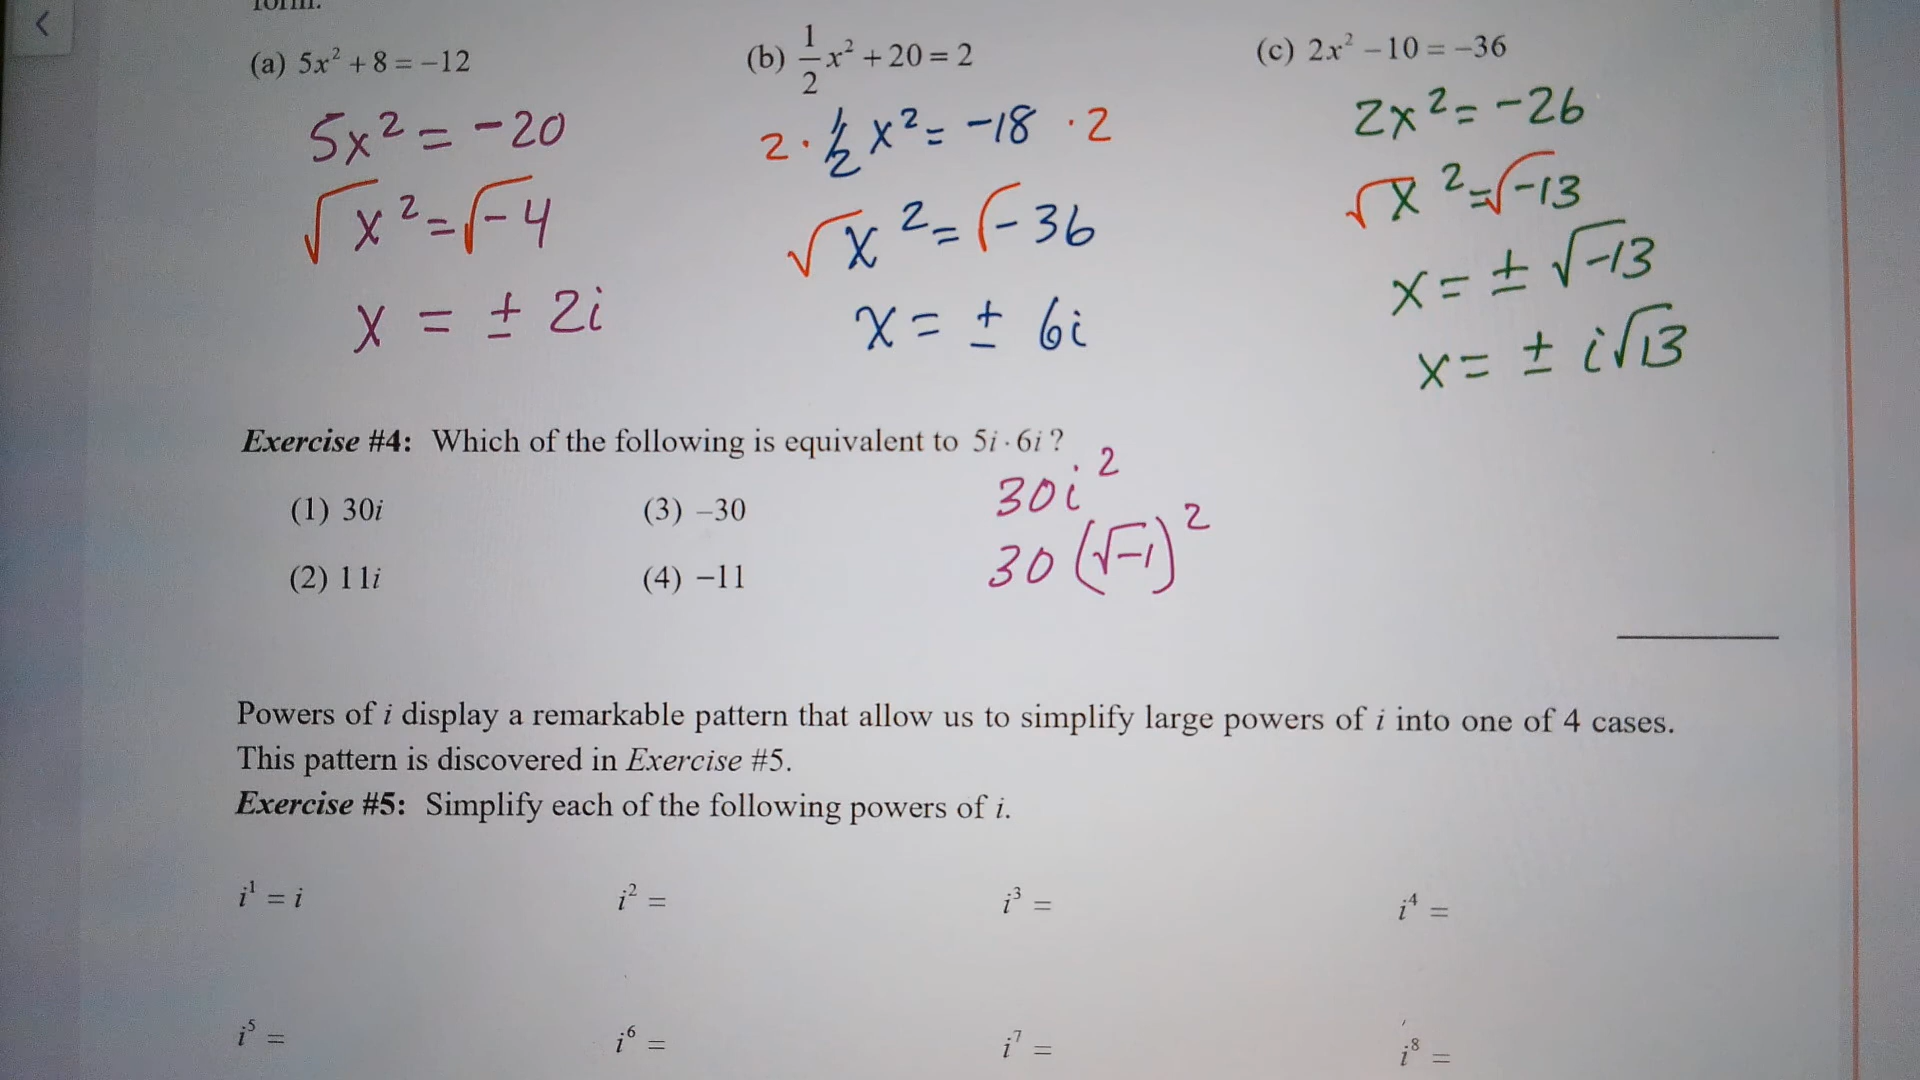 form.
(a) 5x² + 8 = −12
(b) 1/2 x² + 20 = 2
(c) 2x² − 10 = −36
5x² = −20
√x² = √−4
x = ± 2i
2 · 1/2 x² = −18 · 2
√x² = √−36
x = ± 6i
2x² = −26
√x² = √−13
x = ± √−13
x = ± i√13
Exercise #4: Which of the following is equivalent to 5i · 6i ?
(1) 30i
(3) −30
(2) 11i
(4) −11
30i²
30 (√−1)²
Powers of i display a remarkable pattern that allow us to simplify large powers of i into one of 4 cases.
This pattern is discovered in Exercise #5.
Exercise #5: Simplify each of the following powers of i.
i¹ = i
i² =
i³ =
i⁴ =
i⁵ =
i⁶ =
i⁷ =
i⁸ =